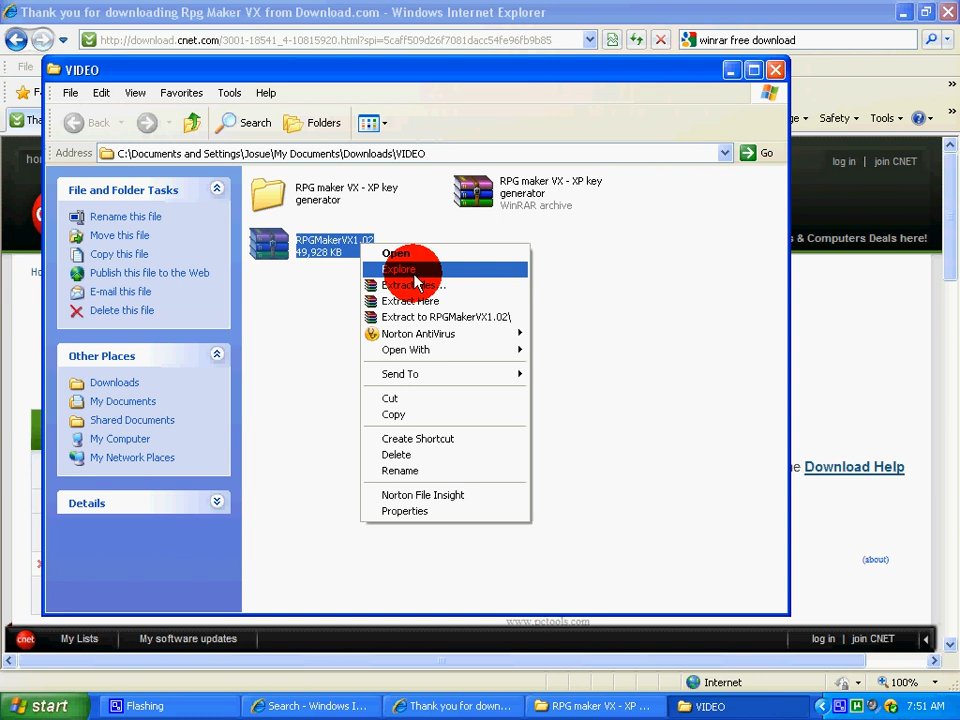 Thank you for downloading Rpg Maker VX from Download.com - Windows Internet Explorer
http://download.cnet.com/3001-18541_4-10815920.html?spi=5caff509d26f7081dacc54fe96fb9b85
winrar free download
File
VIDEO
File Edit View Favorites Tools Help
Back Search Folders
Address C:\Documents and Settings\Josue\My Documents\Downloads\VIDEO Go
Safety Tools
log in | join CNET
& Computers Deals here!
File and Folder Tasks
Rename this file
Move this file
Copy this file
Publish this file to the Web
E-mail this file
Delete this file
Other Places
Downloads
My Documents
Shared Documents
My Computer
My Network Places
Details
RPG maker VX - XP key
generator
RPG maker VX - XP key
generator
WinRAR archive
RPGMakerVX1.02
49,928 KB
Open
Explore
Extract Here
Extract to RPGMakerVX1.02\
Norton AntiVirus
Open With
Send To
Cut
Copy
Create Shortcut
Delete
Rename
Norton File Insight
Properties
Download Help
(about)
www.pctools.com
cnet My Lists My software updates log in | join CNET
Internet 100%
start Flashing Search - Windows I... Thank you for down... RPG maker VX - XP ... VIDEO 7:51 AM